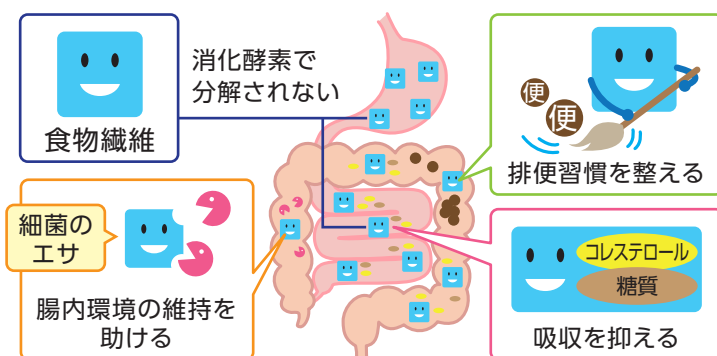 食物繊維
消化酵素で
分解されない
便
便
排便習慣を整える
細菌の
エサ
腸内環境の維持を
助ける
コレステロール
糖質
吸収を抑える